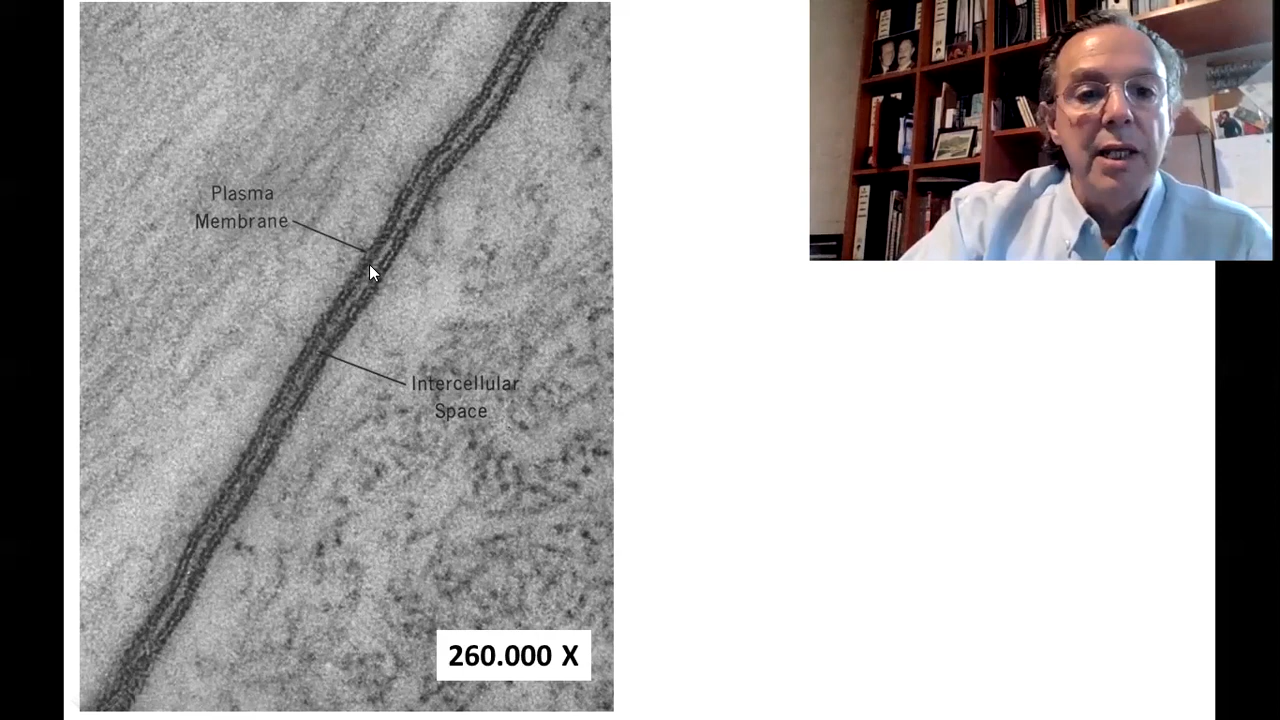 Plasma
Membrane
Intercellular
Space
260.000 X